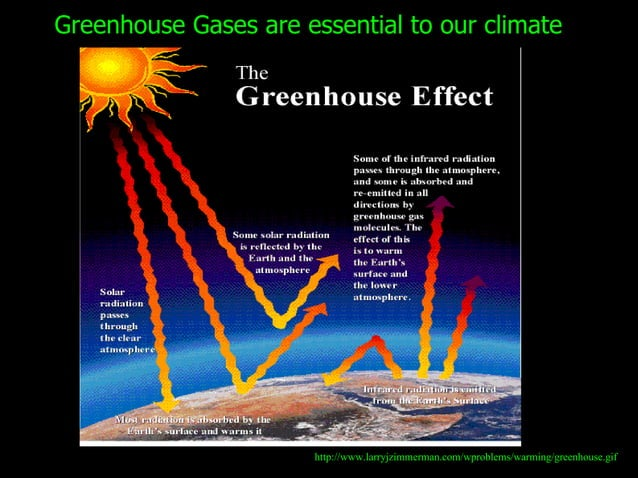 Greenhouse Gases are essential to our climate
The
Greenhouse Effect
Some of the infrared radiation
passes through the atmosphere,
and some is absorbed and
re-emitted in all
directions by
greenhouse gas
molecules. The
effect of this
is to warm
the Earth's
surface and
the lower
atmosphere.
Some solar radiation
is reflected by the
Earth and the
atmosphere
Solar
radiation
passes
through
the clear
atmosphere
Infrared radiation is emitted
from the Earth's Surface
Most radiation is absorbed by the
Earth's surface and warms it
http://www.larryjzimmerman.com/wproblems/warming/greenhouse.gif